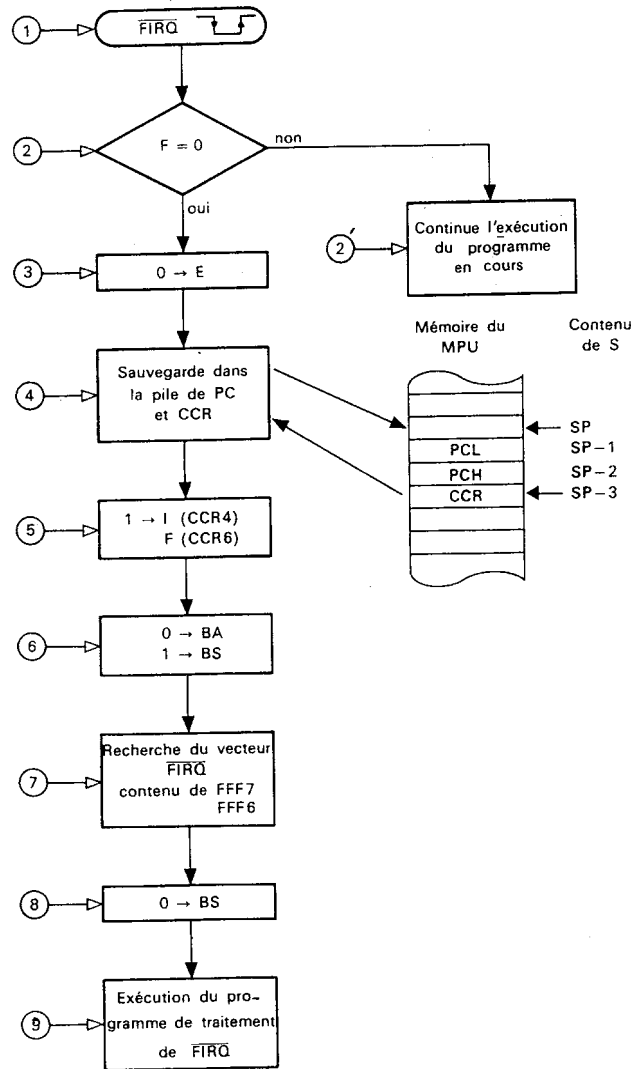 1
FIRQ
2
F = 0
non
oui
2′
Continue l'exécution
du programme
en cours
3
0 → E
Mémoire du
MPU
Contenu
de S
4
Sauvegarde dans
la pile de PC
et CCR
SP
PCL
SP-1
PCH
SP-2
CCR
SP-3
5
1 → I (CCR4)
F (CCR6)
6
0 → BA
1 → BS
7
Recherche du vecteur
FIRQ
contenu de FFF7
FFF6
8
0 → BS
9
Exécution du pro-
gramme de traitement
de FIRQ